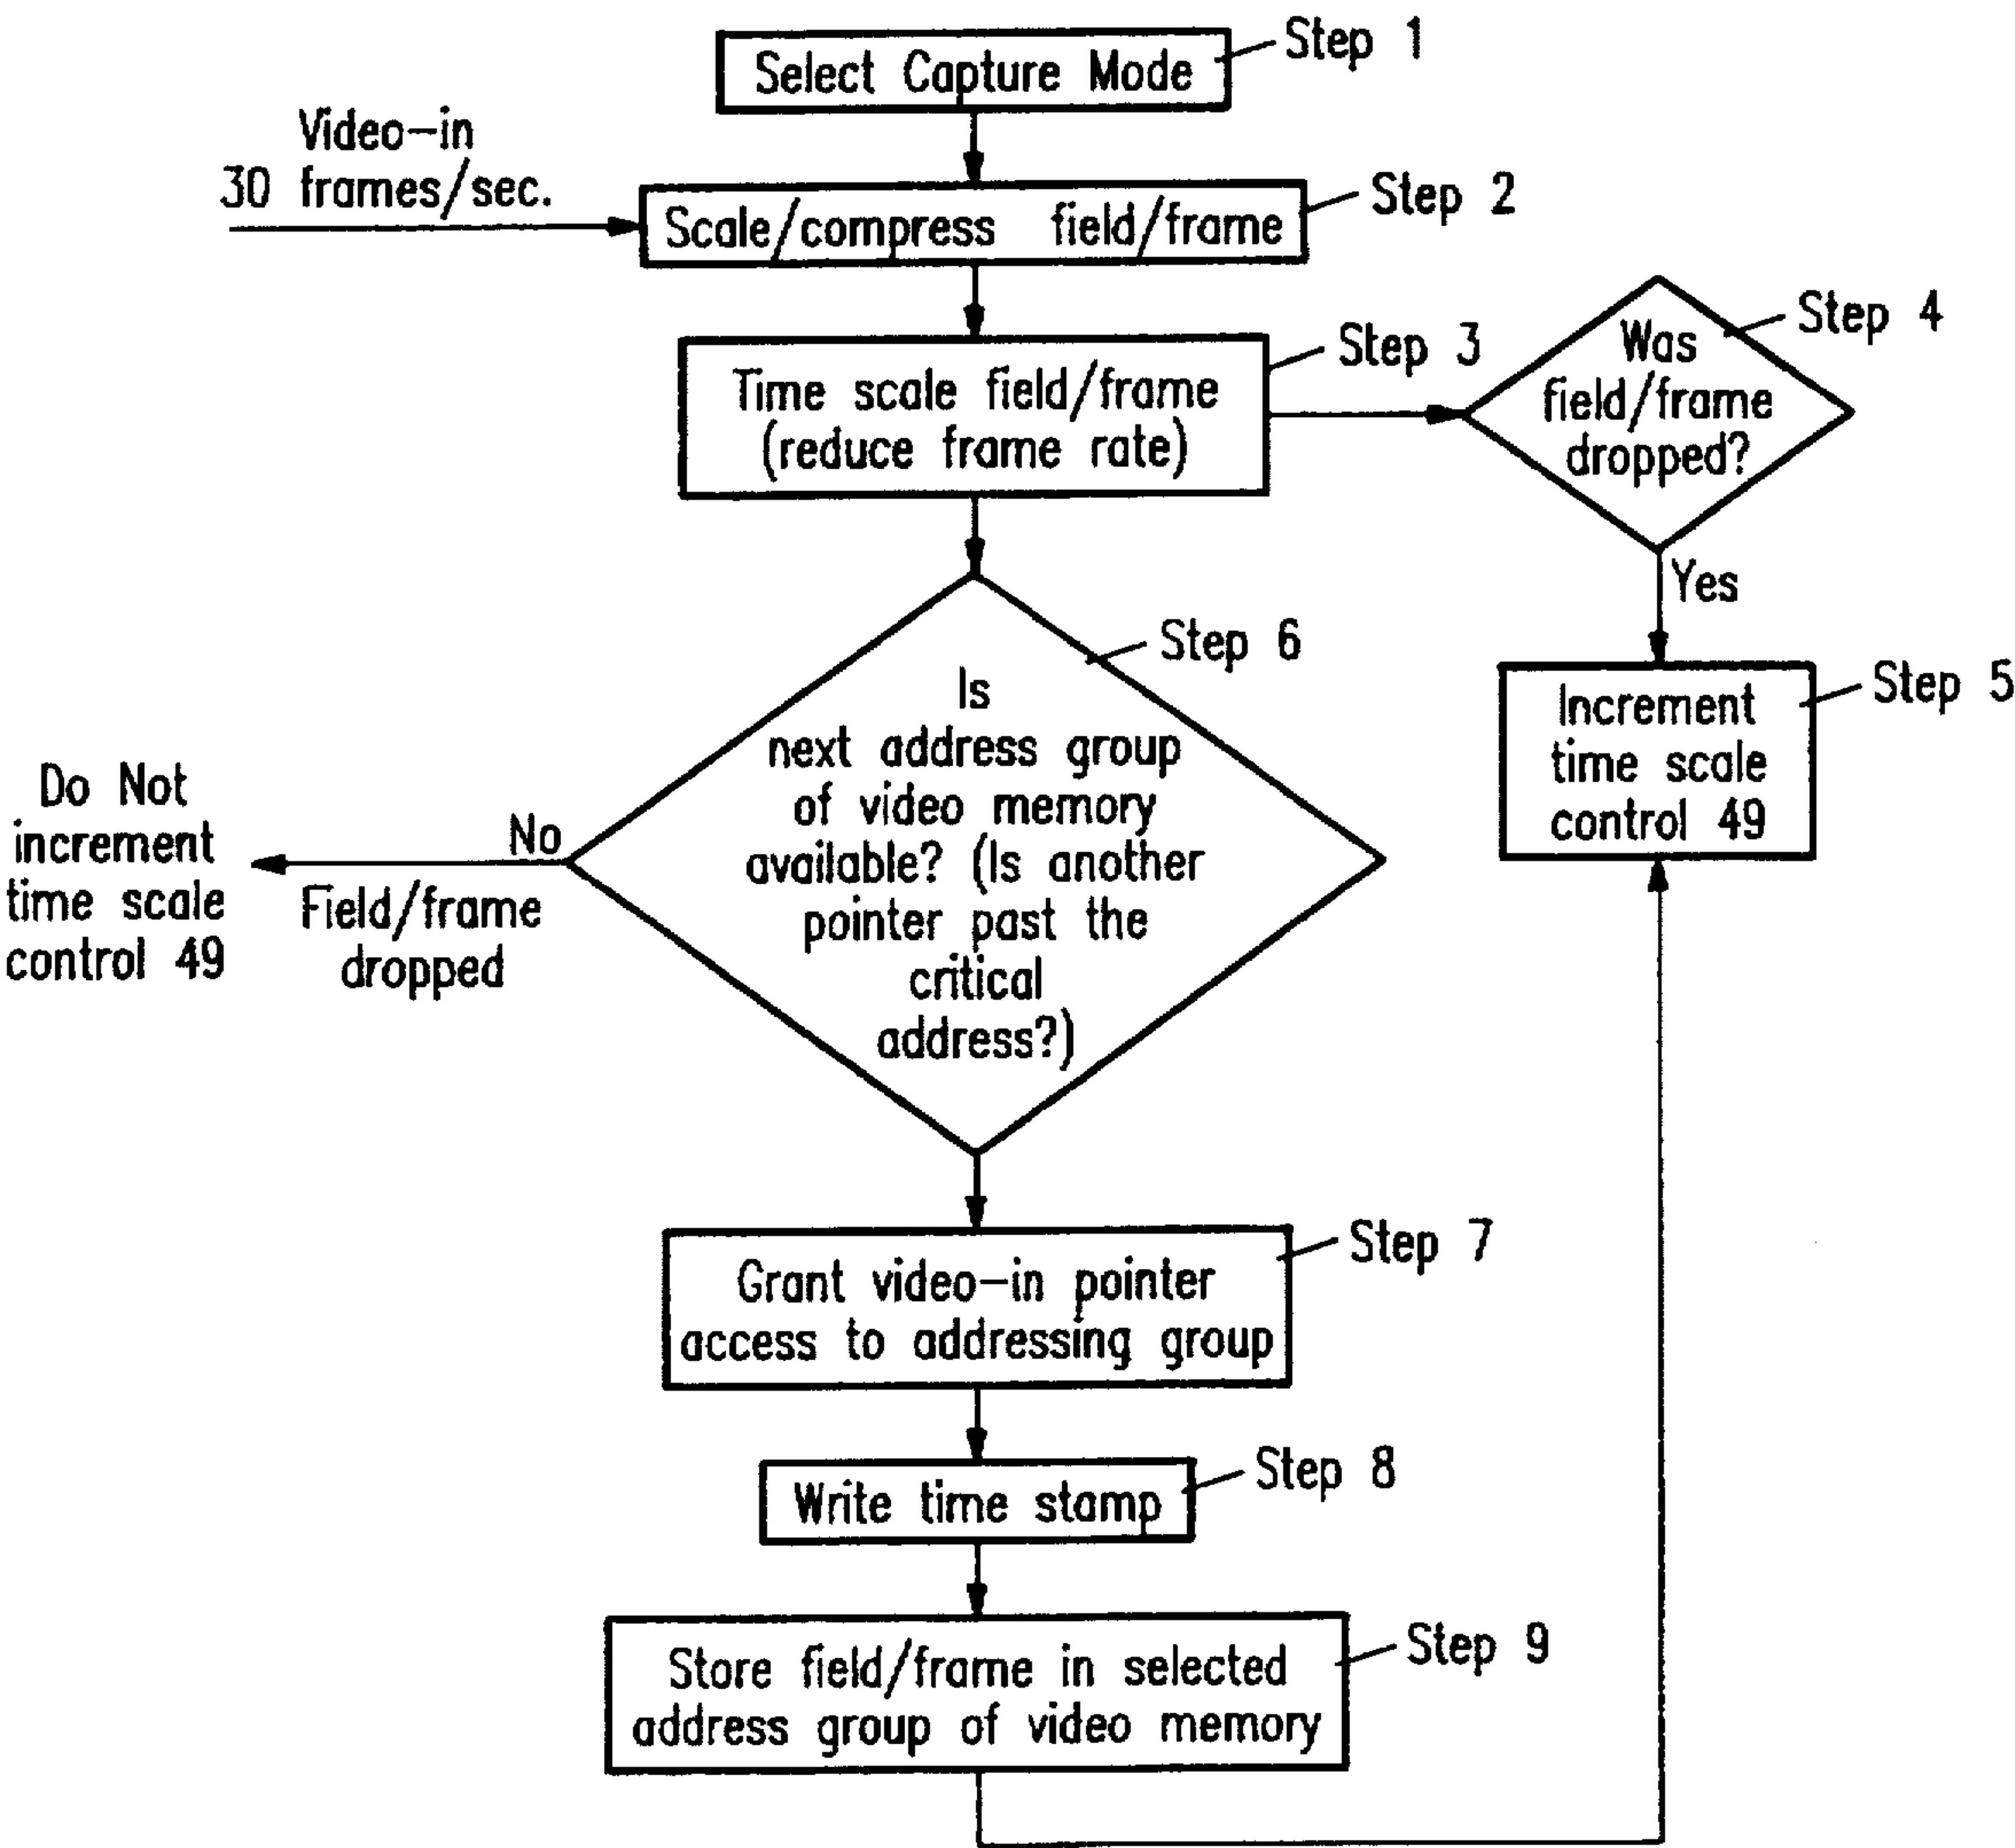 Select Capture Mode
Step 1
Video-in
30 frames/sec.
Scale/compress field/frame
Step 2
Time scale field/frame
(reduce frame rate)
Step 3
Was
field/frame
dropped?
Step 4
Yes
Increment
time scale
control 49
Step 5
Is
next address group
of video memory
available? (Is another
pointer past the
critical
address?)
Step 6
No
Field/frame
dropped
Do Not
increment
time scale
control 49
Grant video-in pointer
access to addressing group
Step 7
Write time stamp
Step 8
Store field/frame in selected
address group of video memory
Step 9